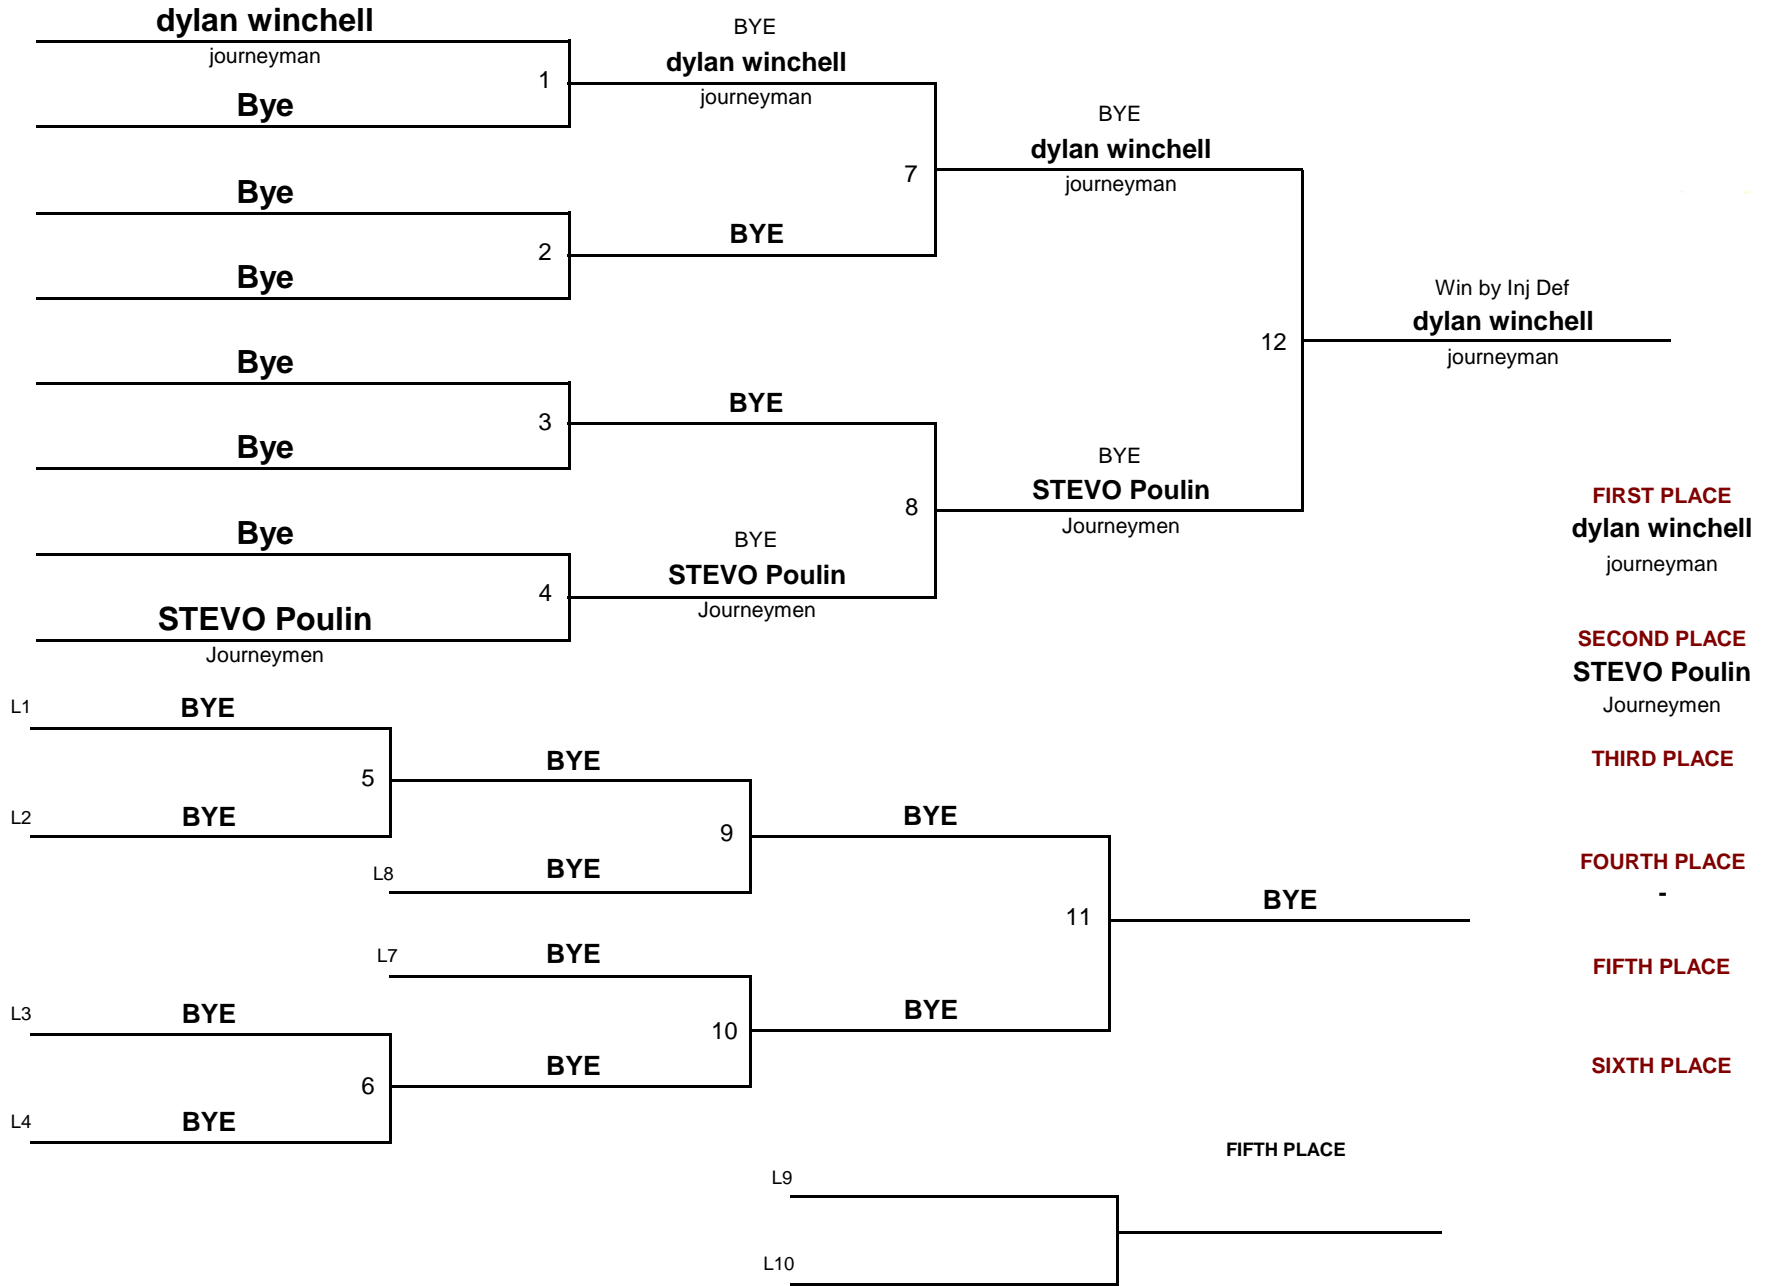 dylan winchell
journeyman
1
Bye
Bye
2
Bye
Bye
3
Bye
Bye
4
STEVO Poulin
Journeymen
BYE
dylan winchell
journeyman
7
BYE
BYE
8
BYE
STEVO Poulin
Journeymen
BYE
dylan winchell
journeyman
12
BYE
STEVO Poulin
Journeymen
Win by Inj Def
dylan winchell
journeyman
FIRST PLACE
dylan winchell
journeyman
SECOND PLACE
STEVO Poulin
Journeymen
THIRD PLACE
FOURTH PLACE
-
FIFTH PLACE
SIXTH PLACE
L1
BYE
5
L2
BYE
L3
BYE
6
L4
BYE
BYE
9
L8
BYE
L7
BYE
10
BYE
BYE
11
BYE
BYE
FIFTH PLACE
L9
L10